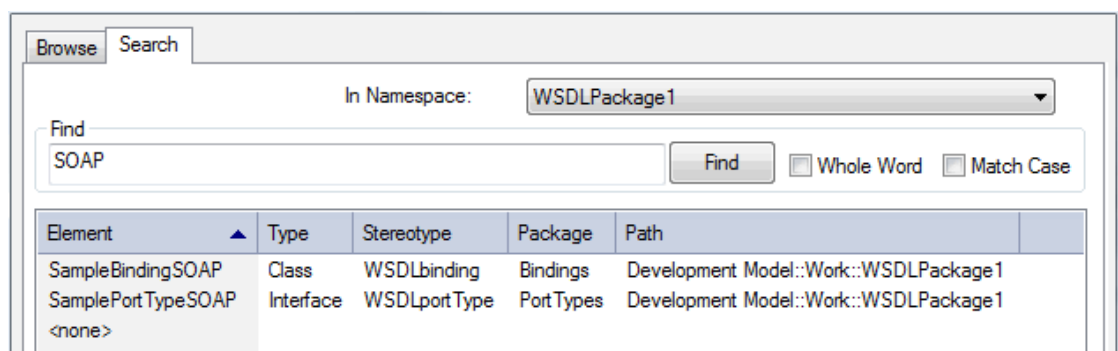 Browse Search
In Namespace: WSDLPackage1
Find
SOAP Find Whole Word Match Case
Element Type Stereotype Package Path
SampleBindingSOAP Class WSDLbinding Bindings Development Model::Work::WSDLPackage1
SamplePortTypeSOAP Interface WSDLportType PortTypes Development Model::Work::WSDLPackage1
<none>